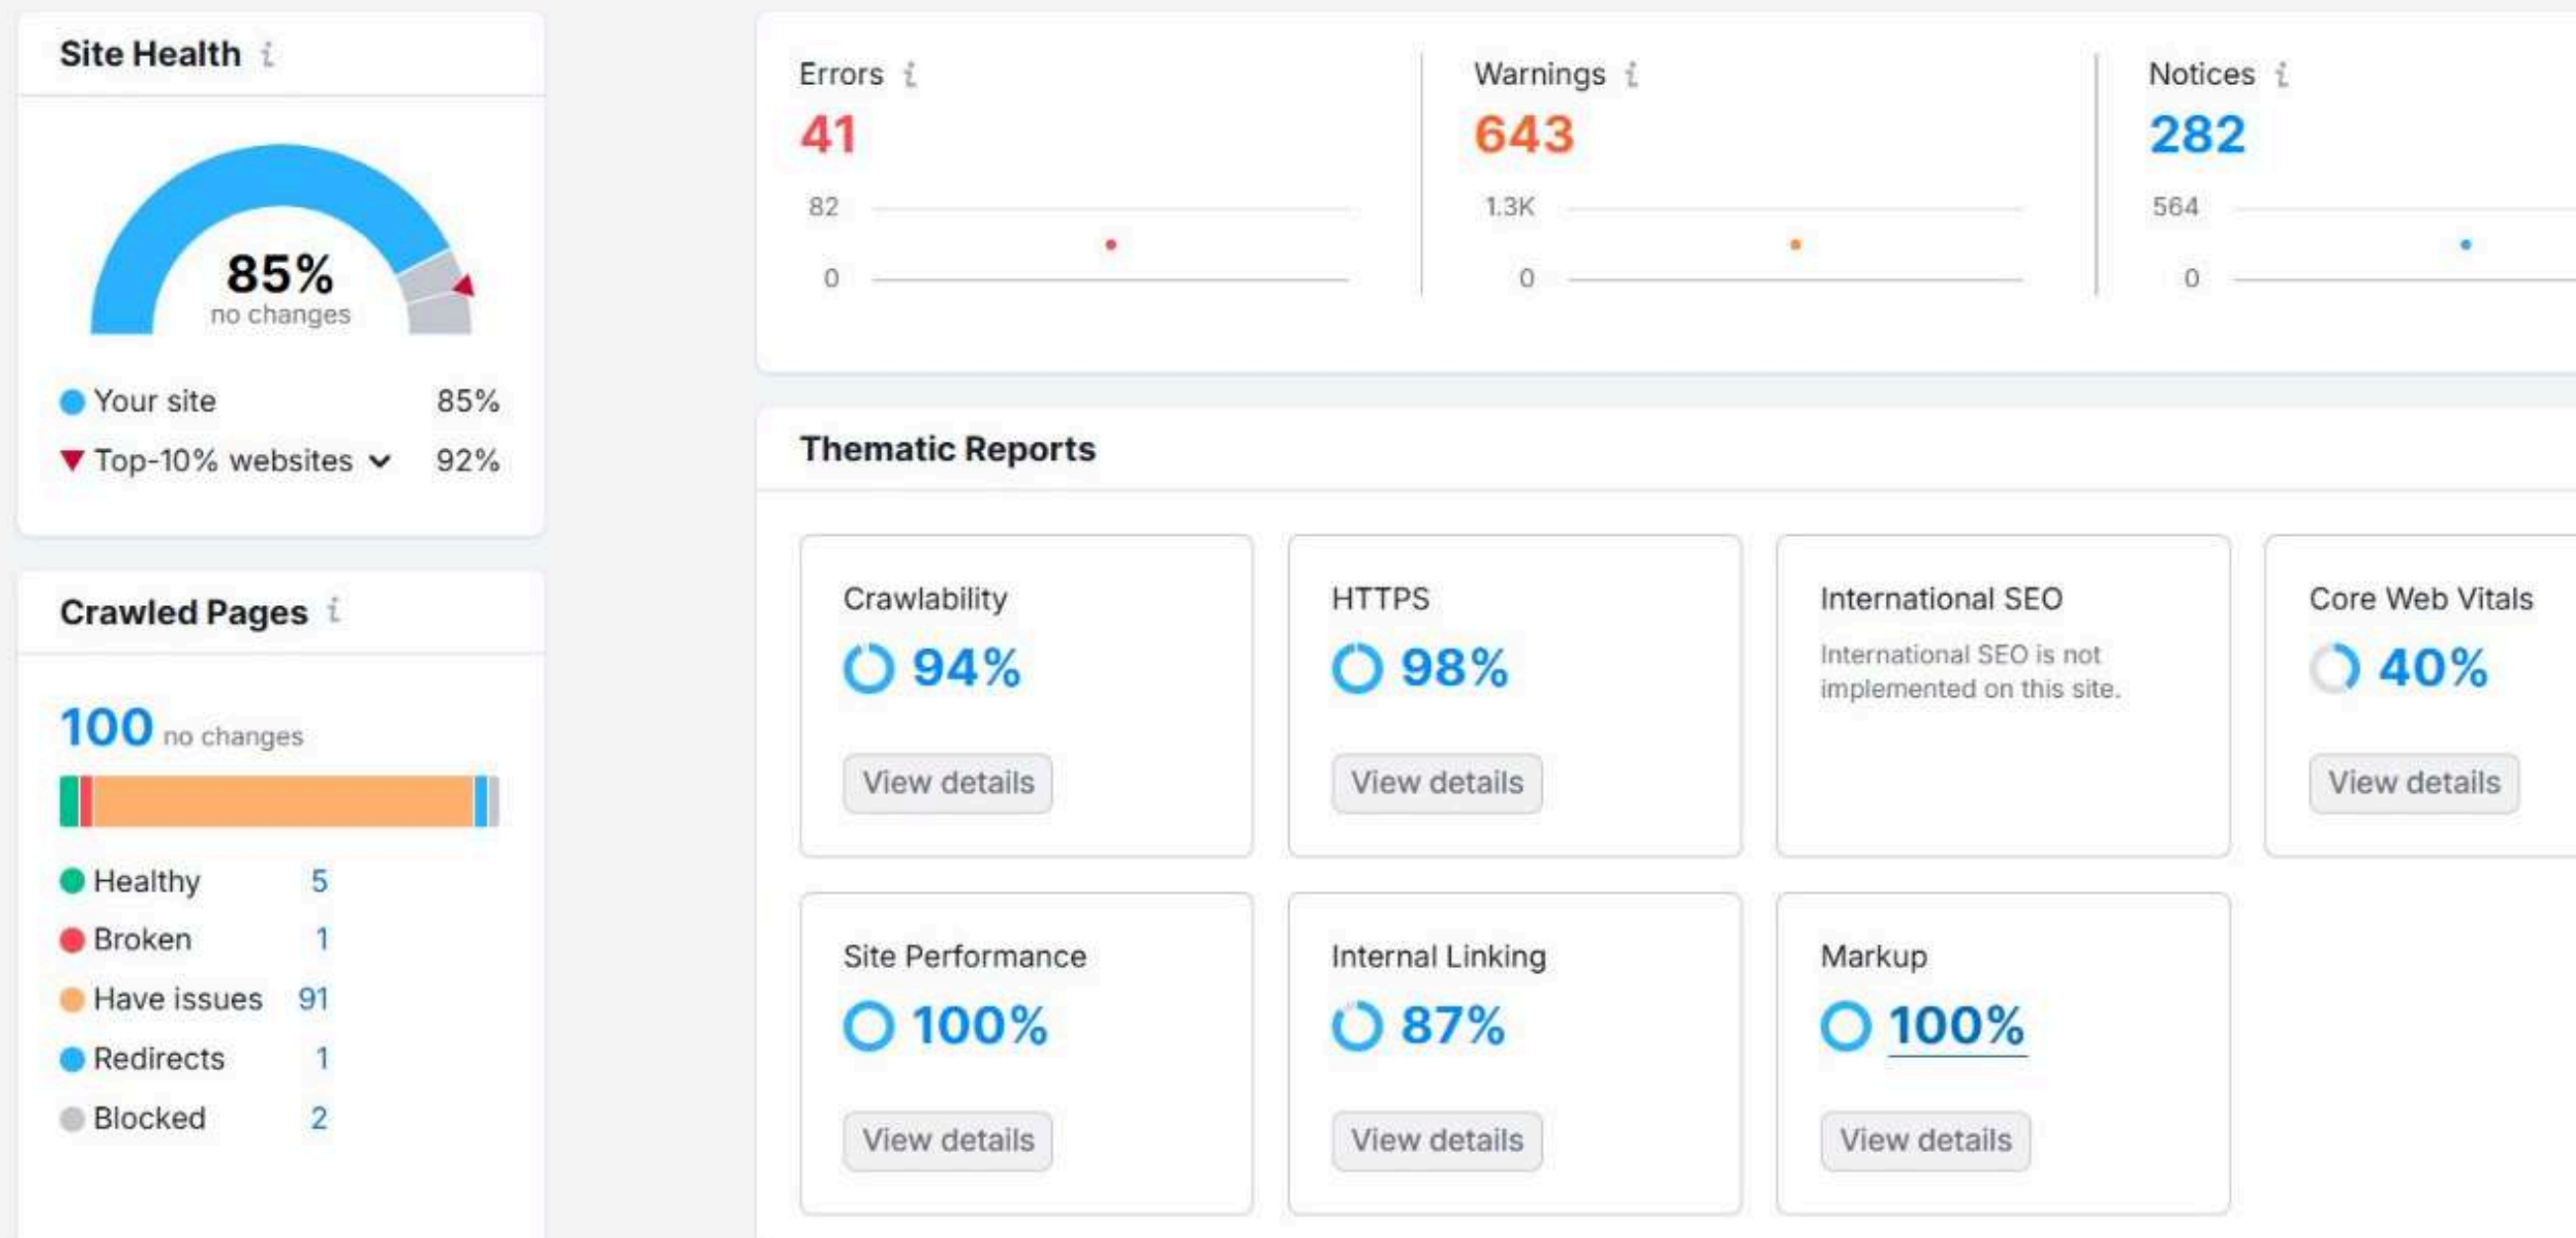 Site Health i
85%
no changes
Your site 85%
Top-10% websites 92%
Crawled Pages i
100 no changes
Healthy 5
Broken 1
Have issues 91
Redirects 1
Blocked 2
Errors i
41
82
0
Warnings i
643
1.3K
0
Notices i
282
564
0
Thematic Reports
Crawlability
94%
View details
HTTPS
98%
View details
International SEO
International SEO is not
implemented on this site.
Core Web Vitals
40%
View details
Site Performance
100%
View details
Internal Linking
87%
View details
Markup
100%
View details